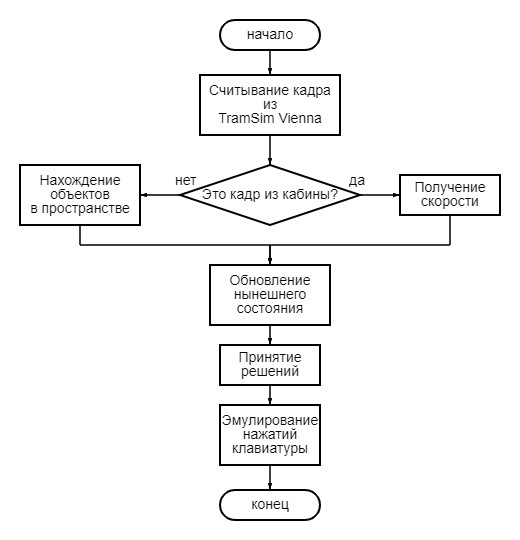 начало
Считывание кадра
из
TramSim Vienna
нет
Это кадр из кабины?
да
Нахождение
объектов
в пространстве
Получение
скорости
Обновление
нынешнего
состояния
Принятие
решений
Эмулирование
нажатий
клавиатуры
конец